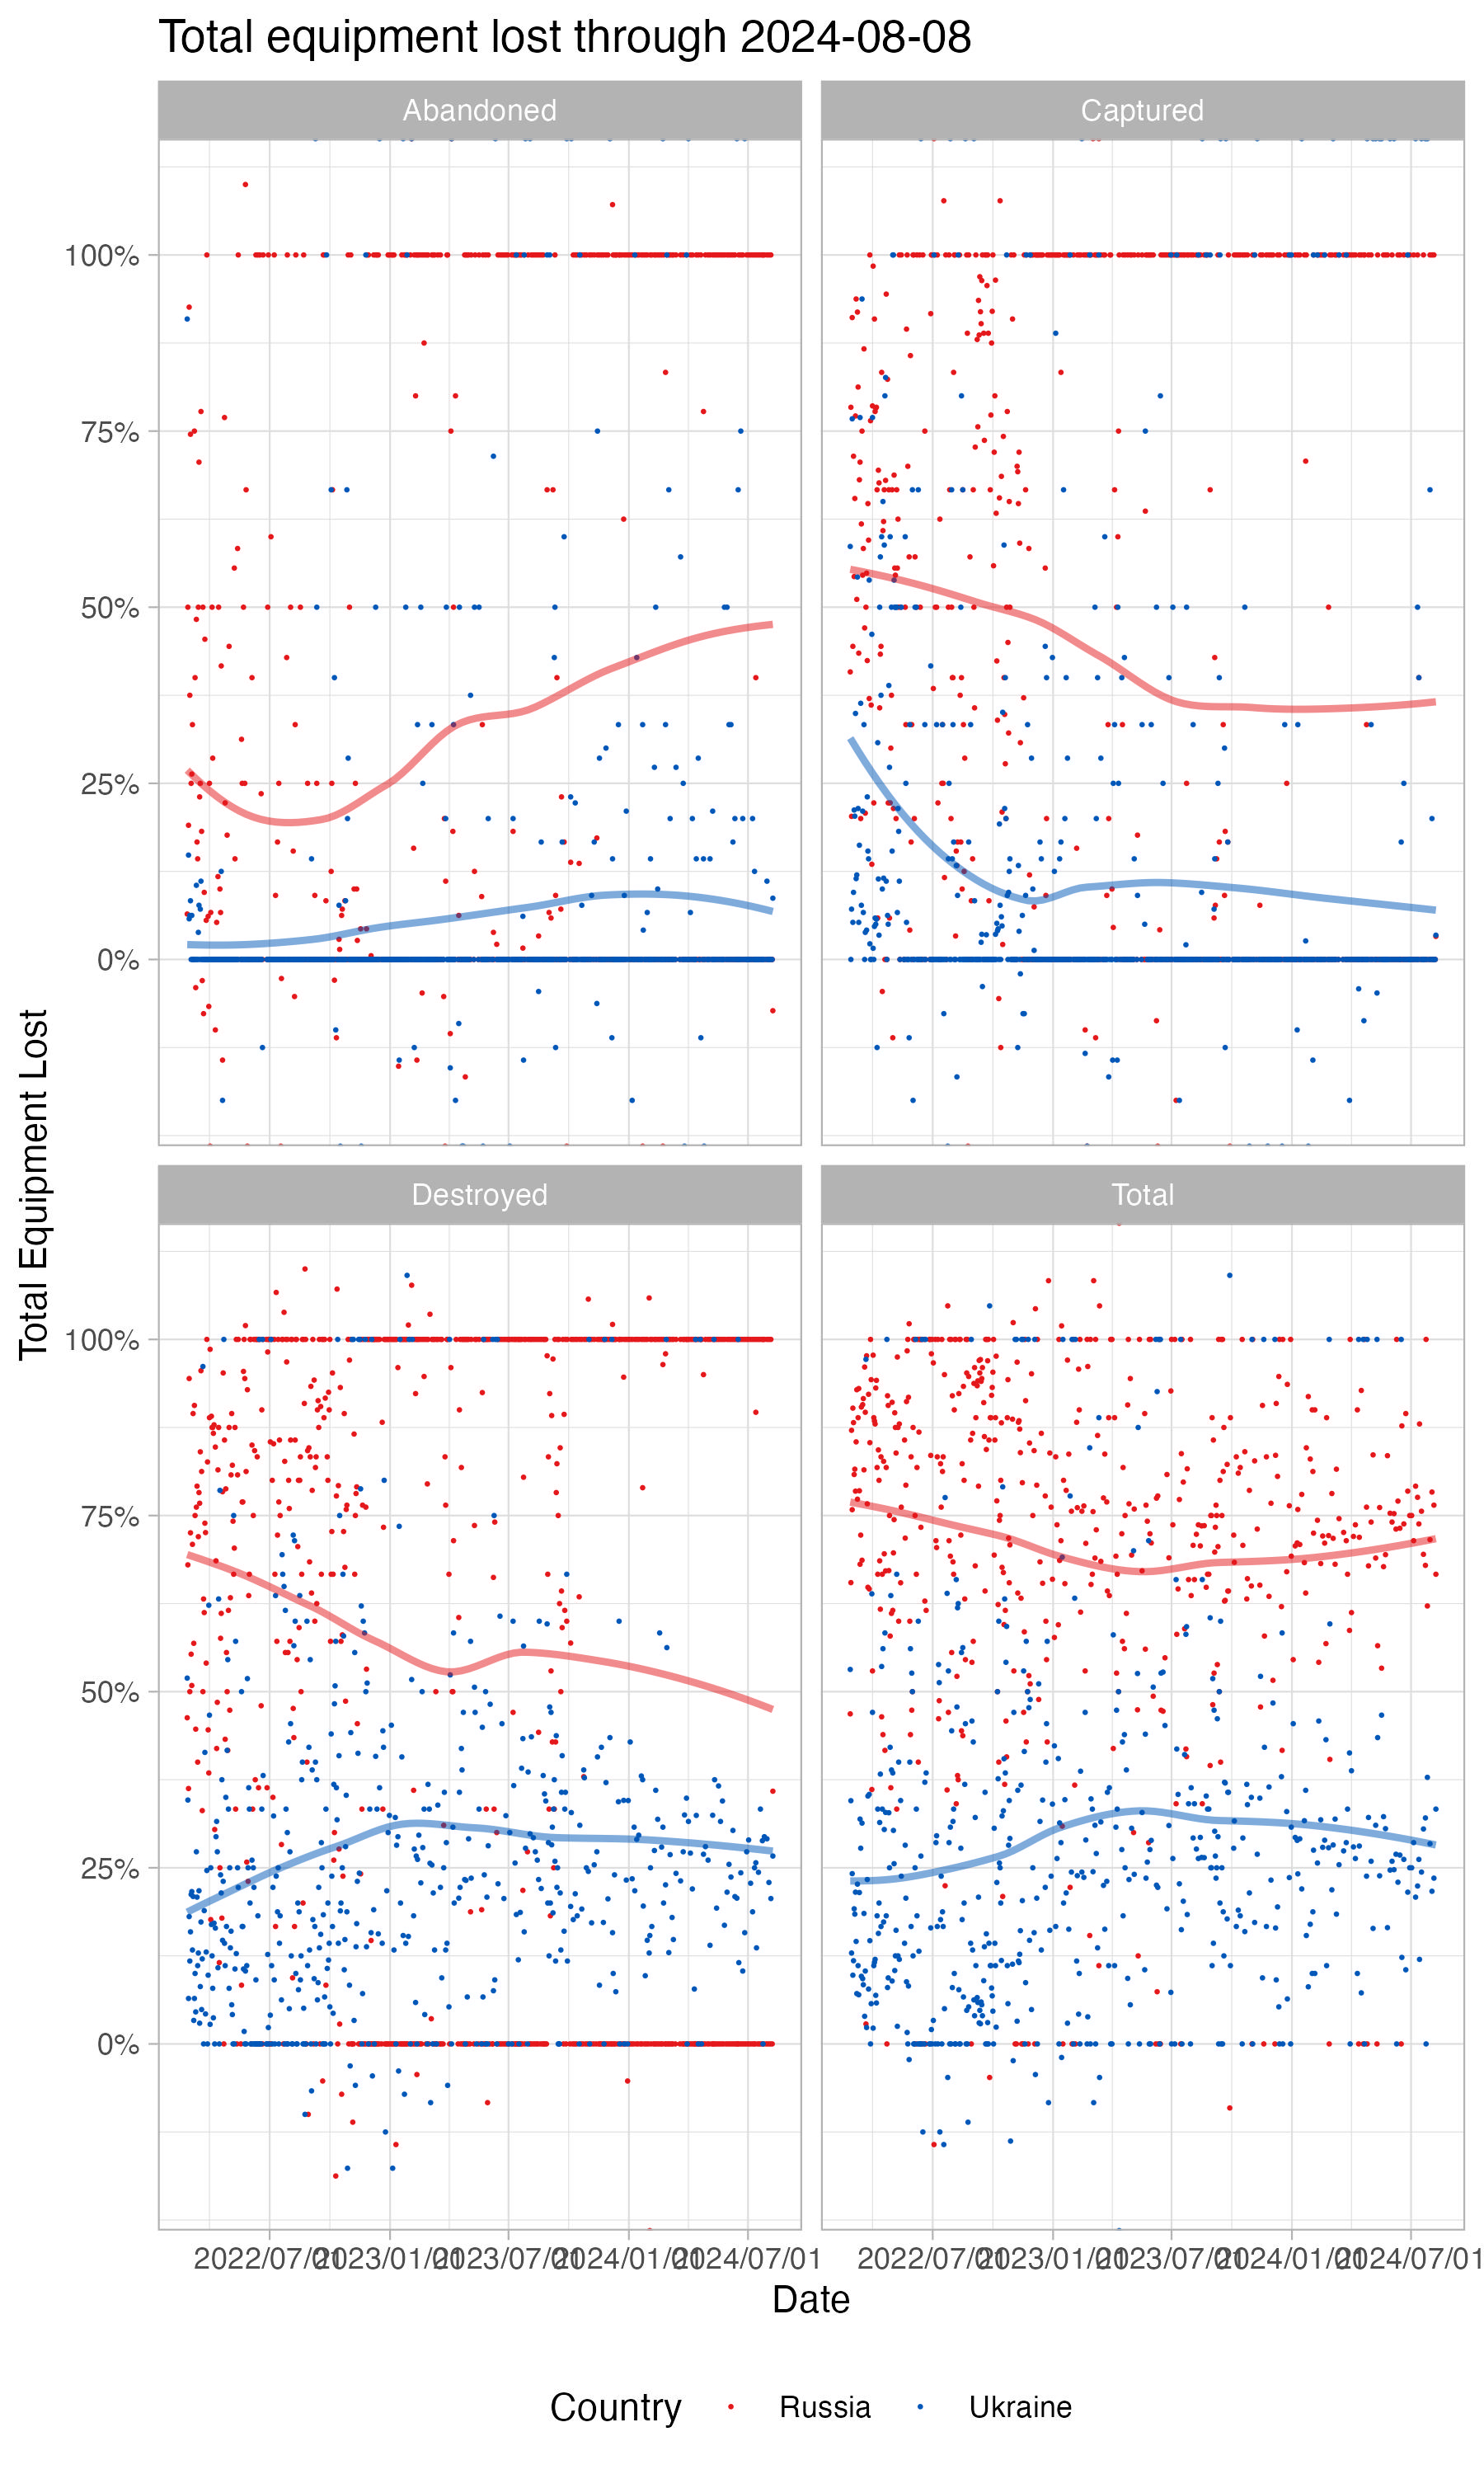 Total equipment lost through 2024-08-08
Abandoned
Captured
100%
75%
50%
25%
0%
Total Equipment Lost
Destroyed
Total
100%
75%
50%
25%
0%
2022/07/01 2023/01/01 2023/07/01 2024/01/01 2024/07/01
2022/07/01 2023/01/01 2023/07/01 2024/01/01 2024/07/01
Date
Country Russia Ukraine